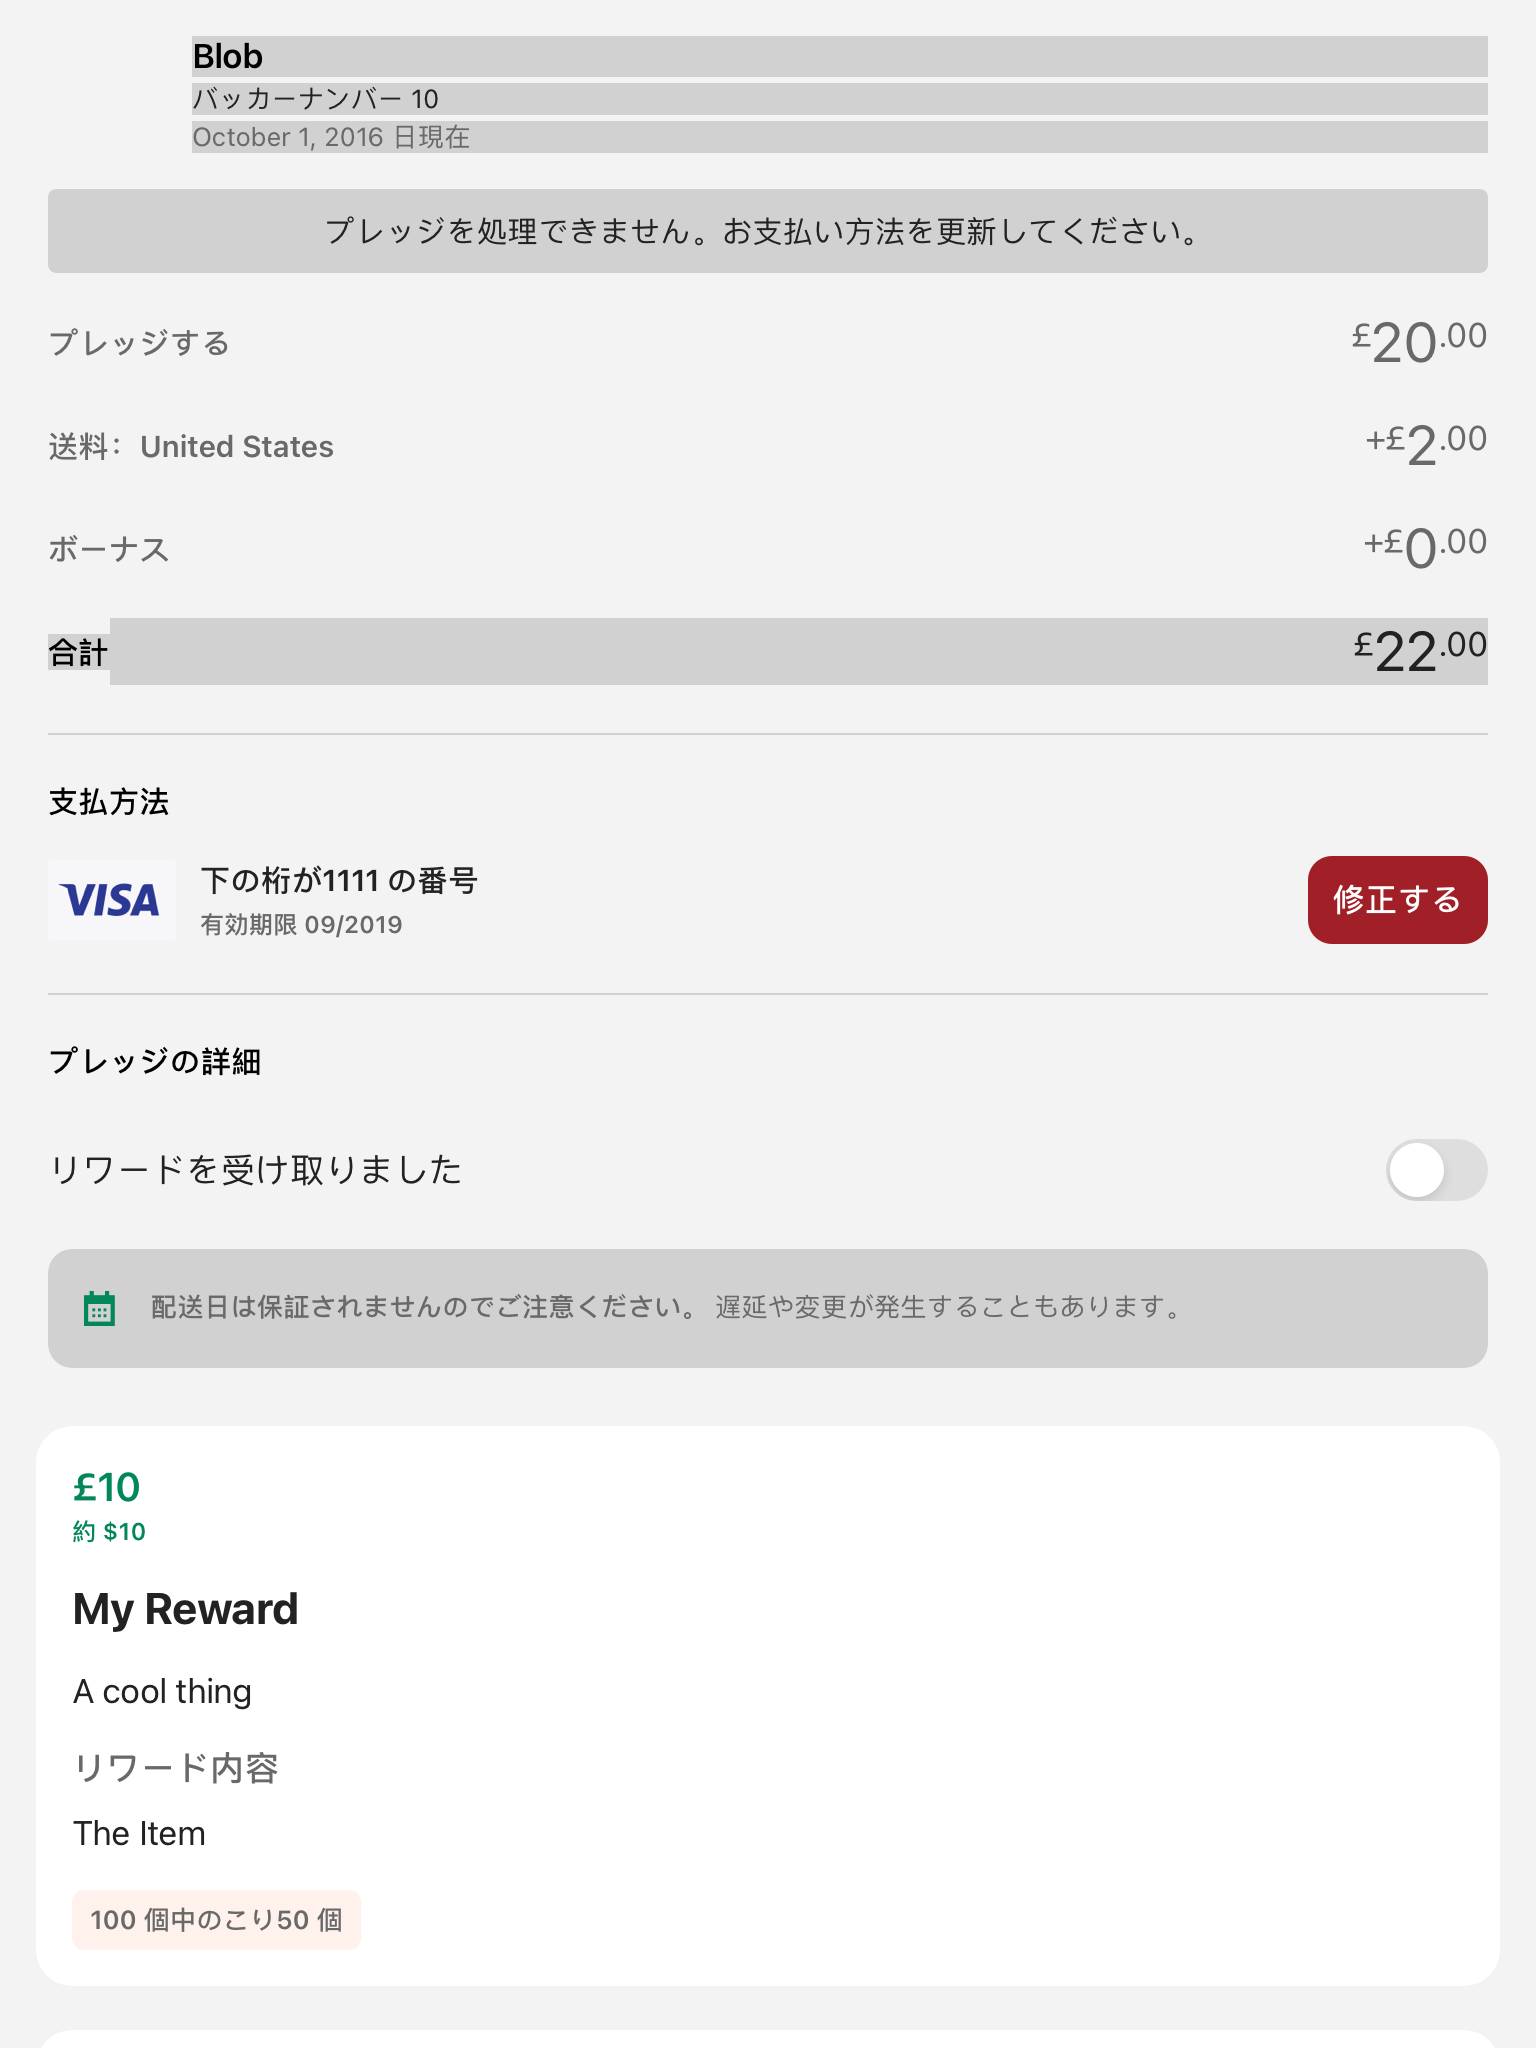 Blob
バッカーナンバー 10
October 1, 2016 日現在
プレッジを処理できません。お支払い方法を更新してください。
プレッジする £20.00
送料： United States +£2.00
ボーナス +£0.00
合計 £22.00
支払方法
VISA 下の桁が1111 の番号
有効期限 09/2019
修正する
プレッジの詳細
リワードを受け取りました
配送日は保証されませんのでご注意ください。 遅延や変更が発生することもあります。
£10
約 $10
My Reward
A cool thing
リワード内容
The Item
100 個中のこり50 個